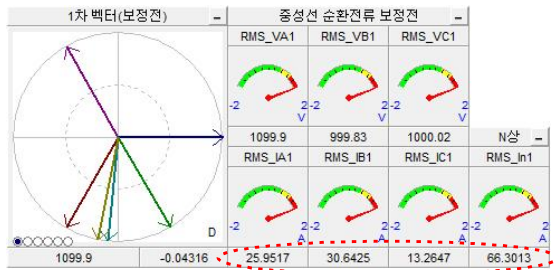 1차 벡터(보정전)
중성선 순환전류 보정전
RMS_VA1 RMS_VB1 RMS_VC1
-2 2 V -2 2 V -2 2 V
1099.9 999.83 1000.02 N상
RMS_IA1 RMS_IB1 RMS_IC1 RMS_In1
-2 2 A -2 2 A -2 2 A -2 2 A
D
1099.9 -0.04316 25.9517 30.6425 13.2647 66.3013